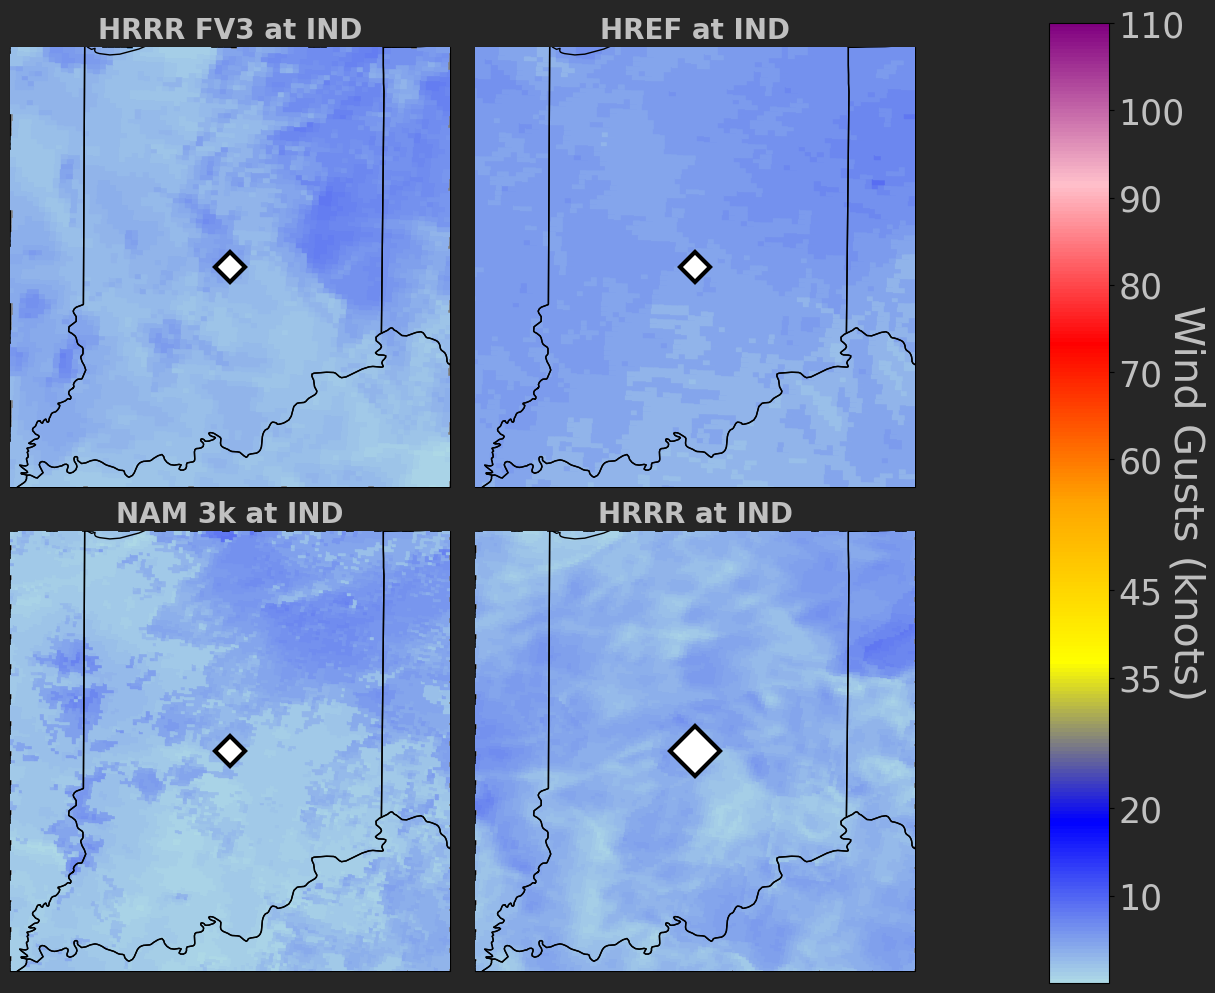 HRRR FV3 at IND
HREF at IND
NAM 3k at IND
HRRR at IND
110
100
90
80
70
60
45
35
20
10
Wind Gusts (knots)